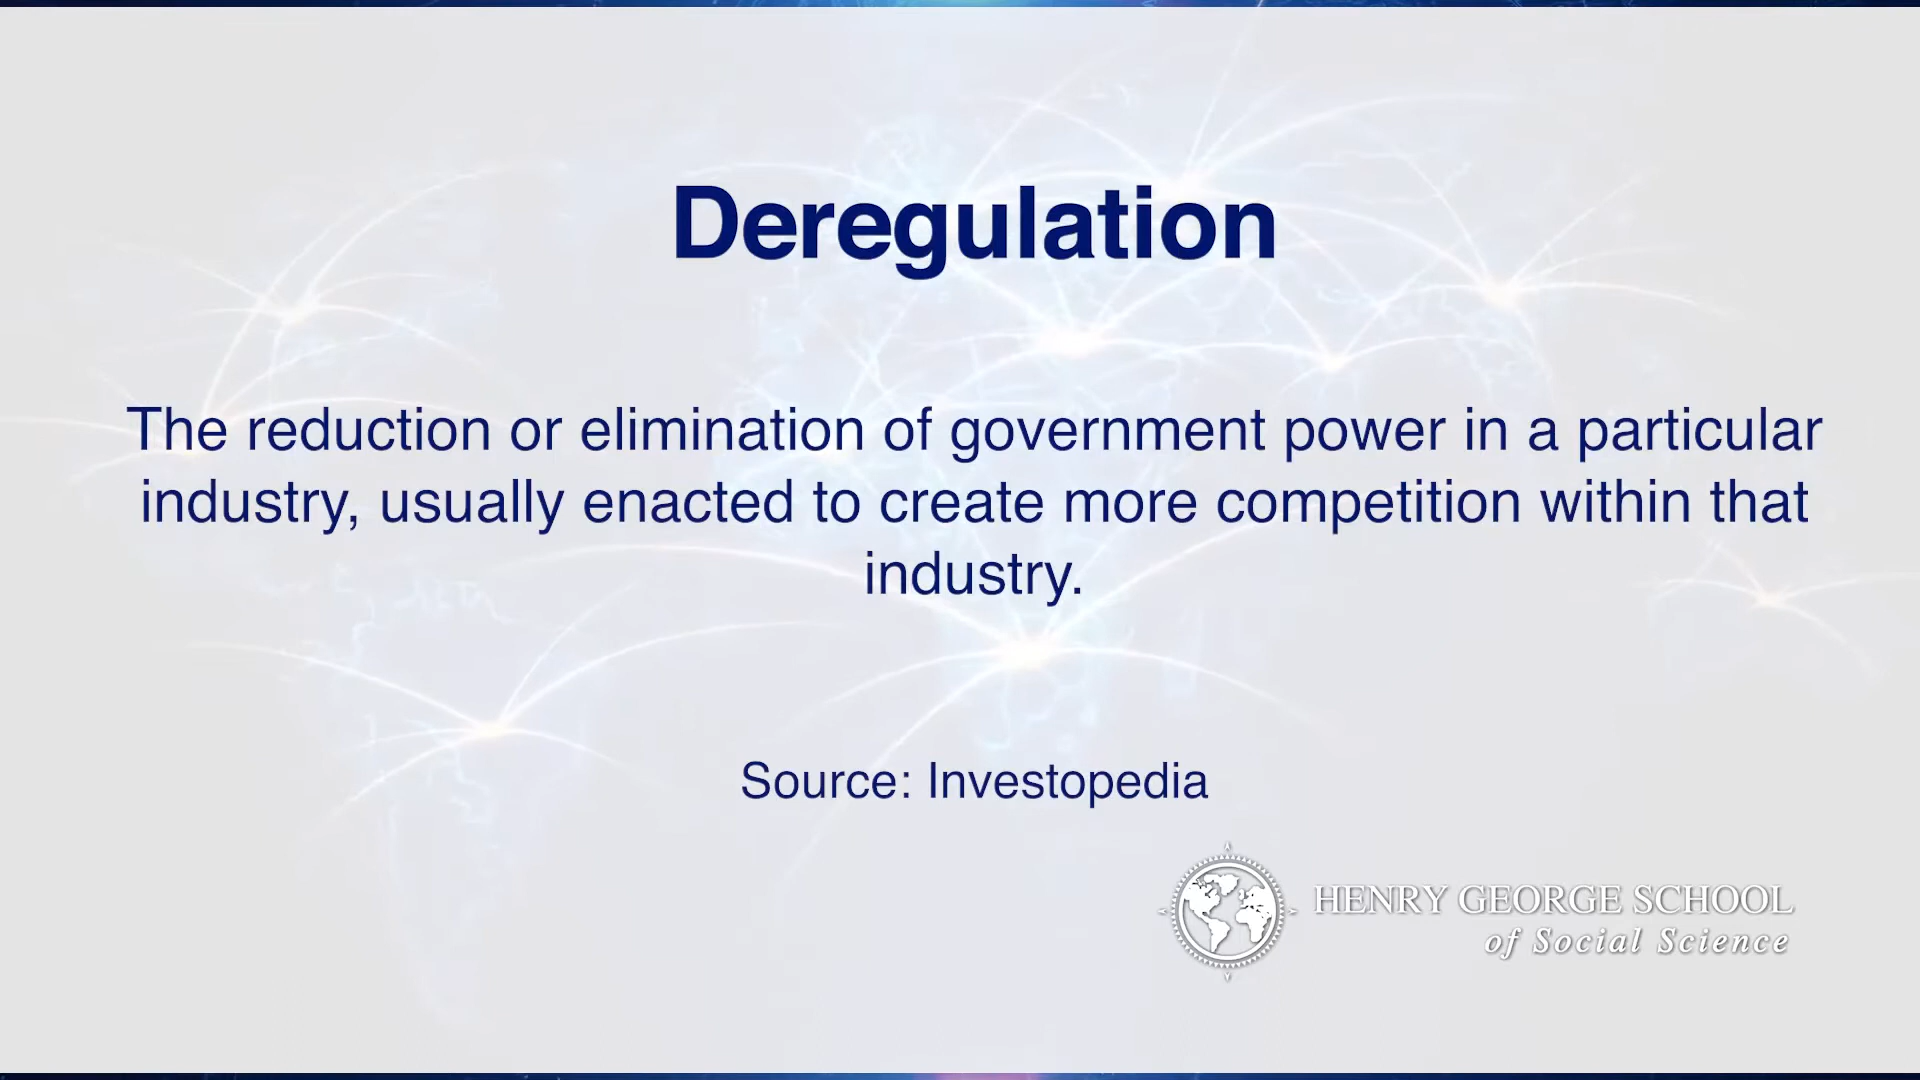 Deregulation
The reduction or elimination of government power in a particular
industry, usually enacted to create more competition within that
industry.
Source: Investopedia
HENRY GEORGE SCHOOL
of Social Science